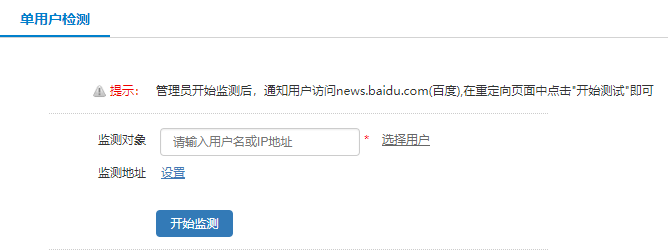 单用户检测
提示： 管理员开始监测后，通知用户访问news.baidu.com(百度),在重定向页面中点击"开始测试"即可
监测对象 请输入用户名或IP地址 * 选择用户
监测地址 设置
开始监测